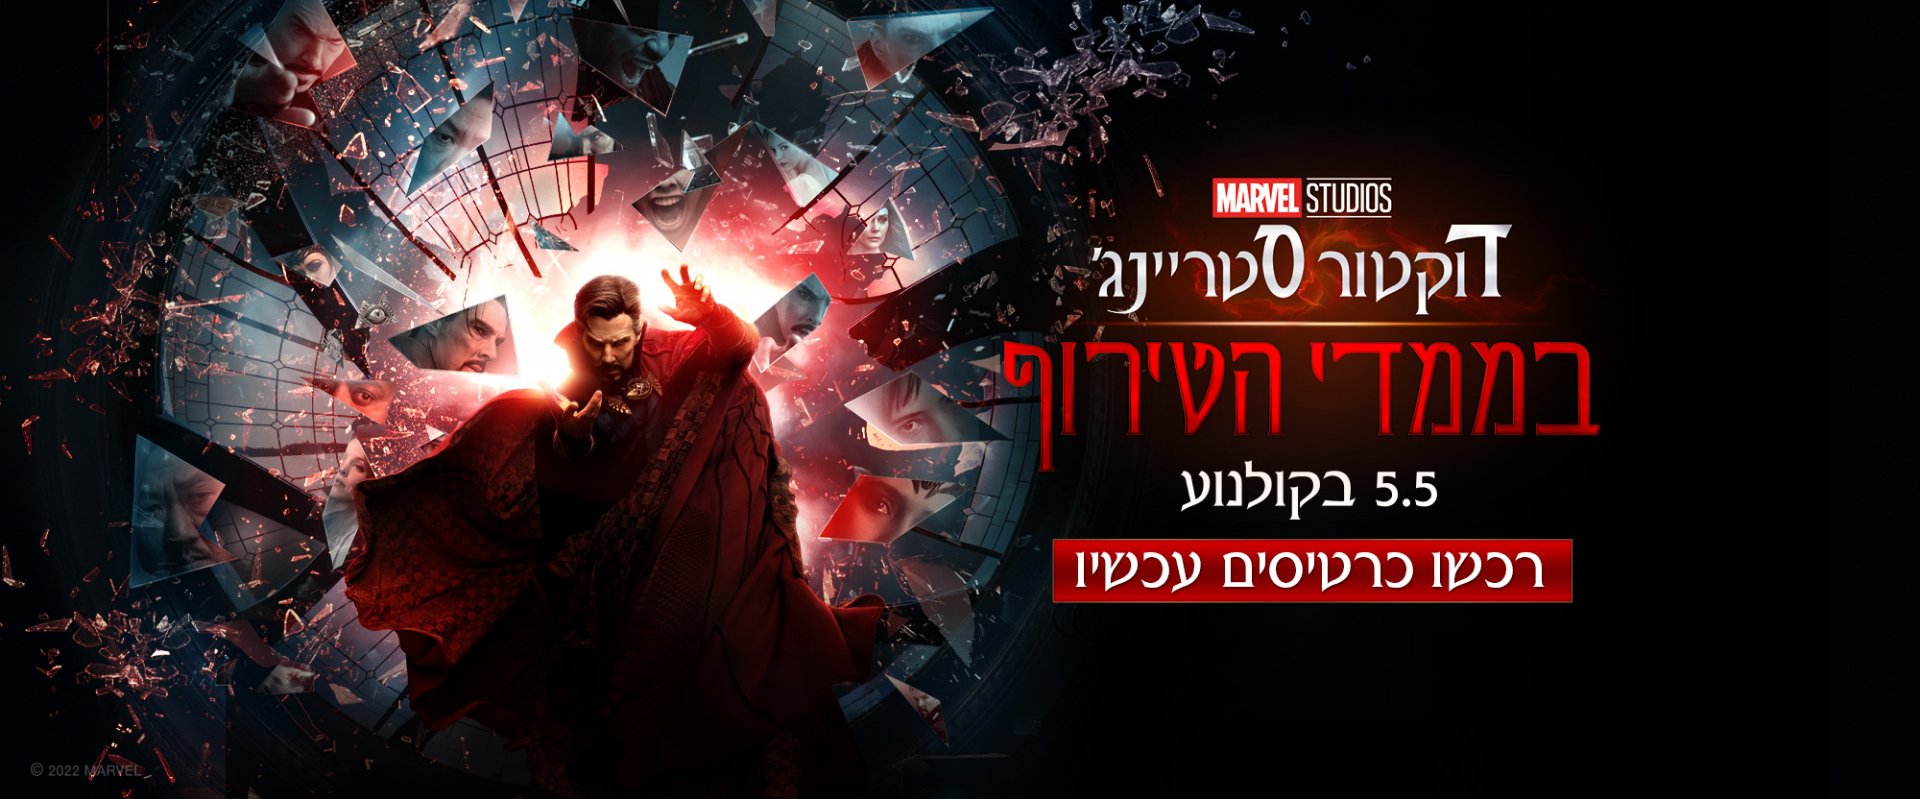 MARVEL STUDIOS
דוקטור סטריינג'
בממדי הטירוף
5.5 בקולנוע
רכשו כרטיסים עכשיו
© 2022 MARVEL